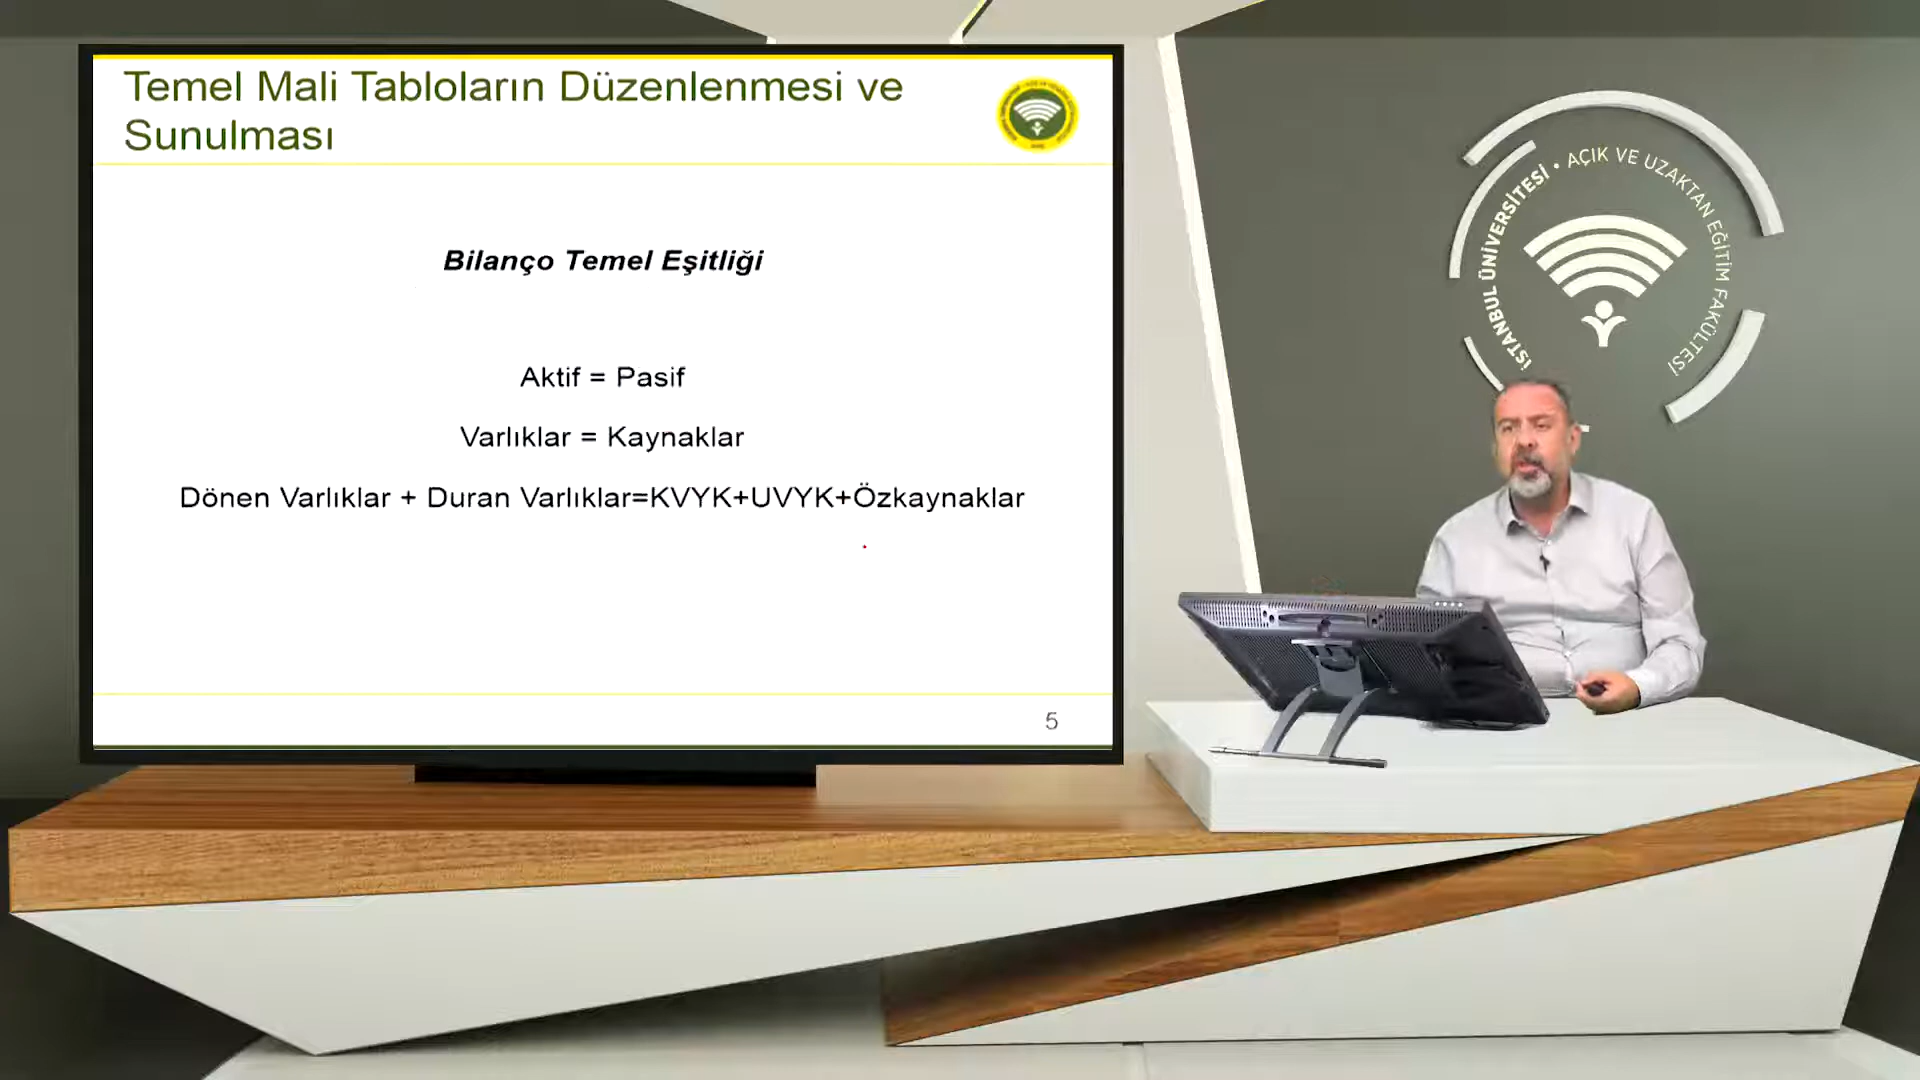 Temel Mali Tabloların Düzenlenmesi ve
Sunulması
Bilanço Temel Eşitliği
Aktif = Pasif
Varlıklar = Kaynaklar
Dönen Varlıklar + Duran Varlıklar=KVYK+UVYK+Özkaynaklar
5
İSTANBUL ÜNİVERSİTESİ • AÇIK VE UZAKTAN EĞİTİM FAKÜLTESİ